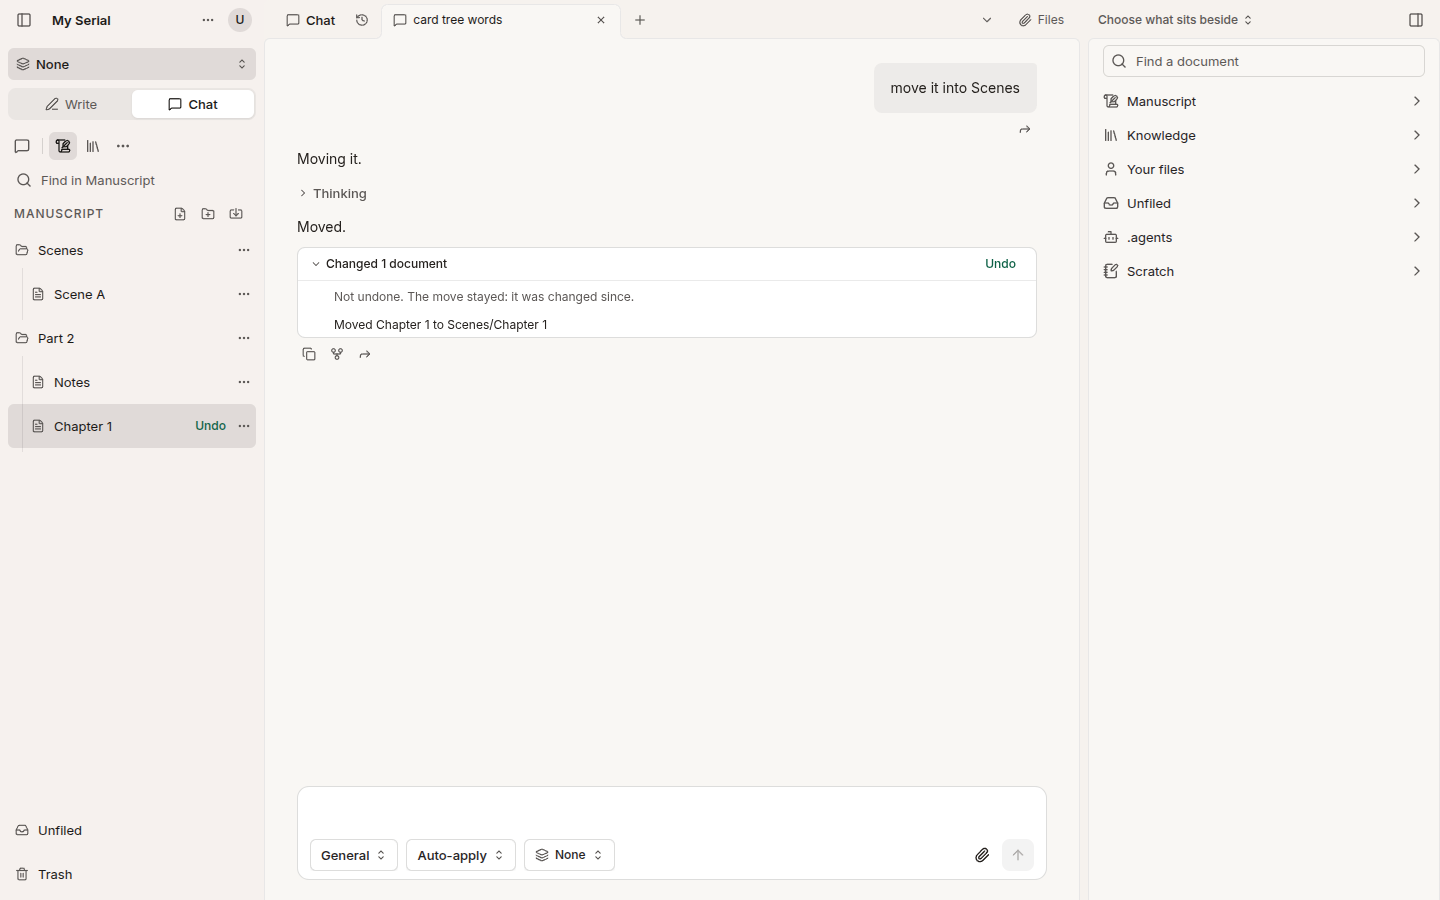 My Serial
U
None
Write
Chat
Find in Manuscript
MANUSCRIPT
Scenes
Scene A
Part 2
Notes
Chapter 1
Undo
Unfiled
Trash
Chat
card tree words
Files
move it into Scenes
Moving it.
Thinking
Moved.
Changed 1 document
Undo
Not undone. The move stayed: it was changed since.
Moved Chapter 1 to Scenes/Chapter 1
General
Auto-apply
None
Choose what sits beside
Find a document
Manuscript
Knowledge
Your files
Unfiled
.agents
Scratch